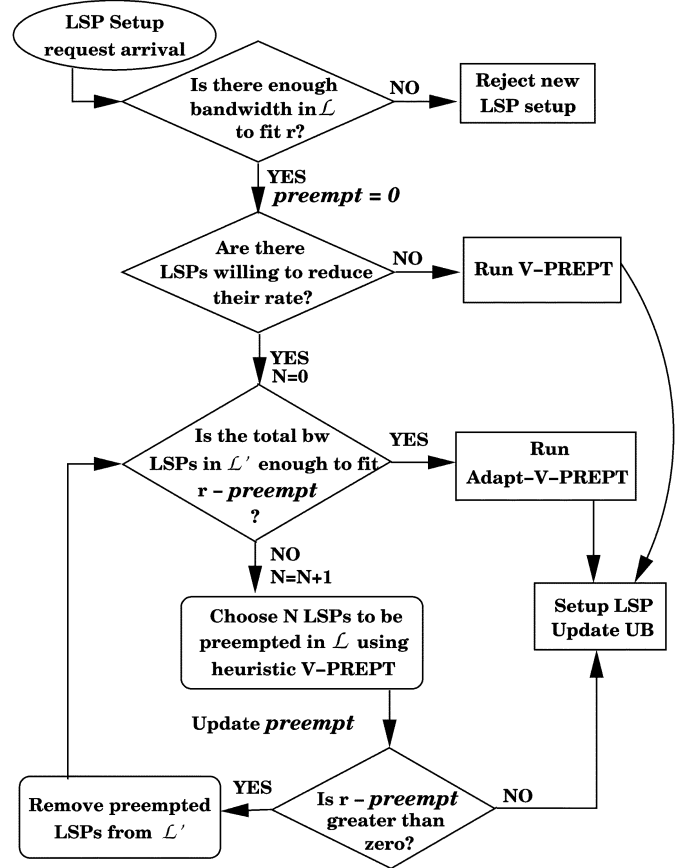 LSP Setup
request arrival
Is there enough
bandwidth in ℒ
to fit r?
NO
Reject new
LSP setup
YES
preempt = 0
Are there
LSPs willing to reduce
their rate?
NO
Run V-PREPT
YES
N=0
Is the total bw
LSPs in ℒ' enough to fit
r - preempt
?
YES
Run
Adapt-V-PREPT
NO
N=N+1
Choose N LSPs to be
preempted in ℒ using
heuristic V-PREPT
Setup LSP
Update UB
Update preempt
Is r - preempt
greater than
zero?
YES
NO
Remove preempted
LSPs from ℒ'